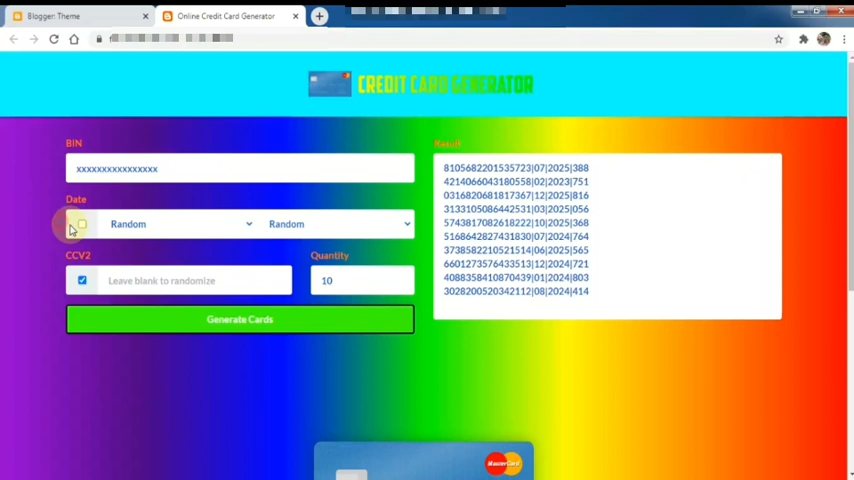 Blogger: Theme
Online Credit Card Generator
CREDIT CARD GENERATOR
BIN
xxxxxxxxxxxxxxxx
Date
Random
Random
CCV2
Leave blank to randomize
Quantity
10
Generate Cards
Result
8105682201535723|07|2025|388
4214066043180558|02|2023|751
0316820681817367|12|2025|816
3133105086442531|03|2025|056
5743817082618222|10|2025|368
5168642827431830|07|2024|764
3738582210521514|06|2025|565
6601273576433513|12|2024|721
4088358410870439|01|2024|803
3028200520342112|08|2024|414
MasterCard